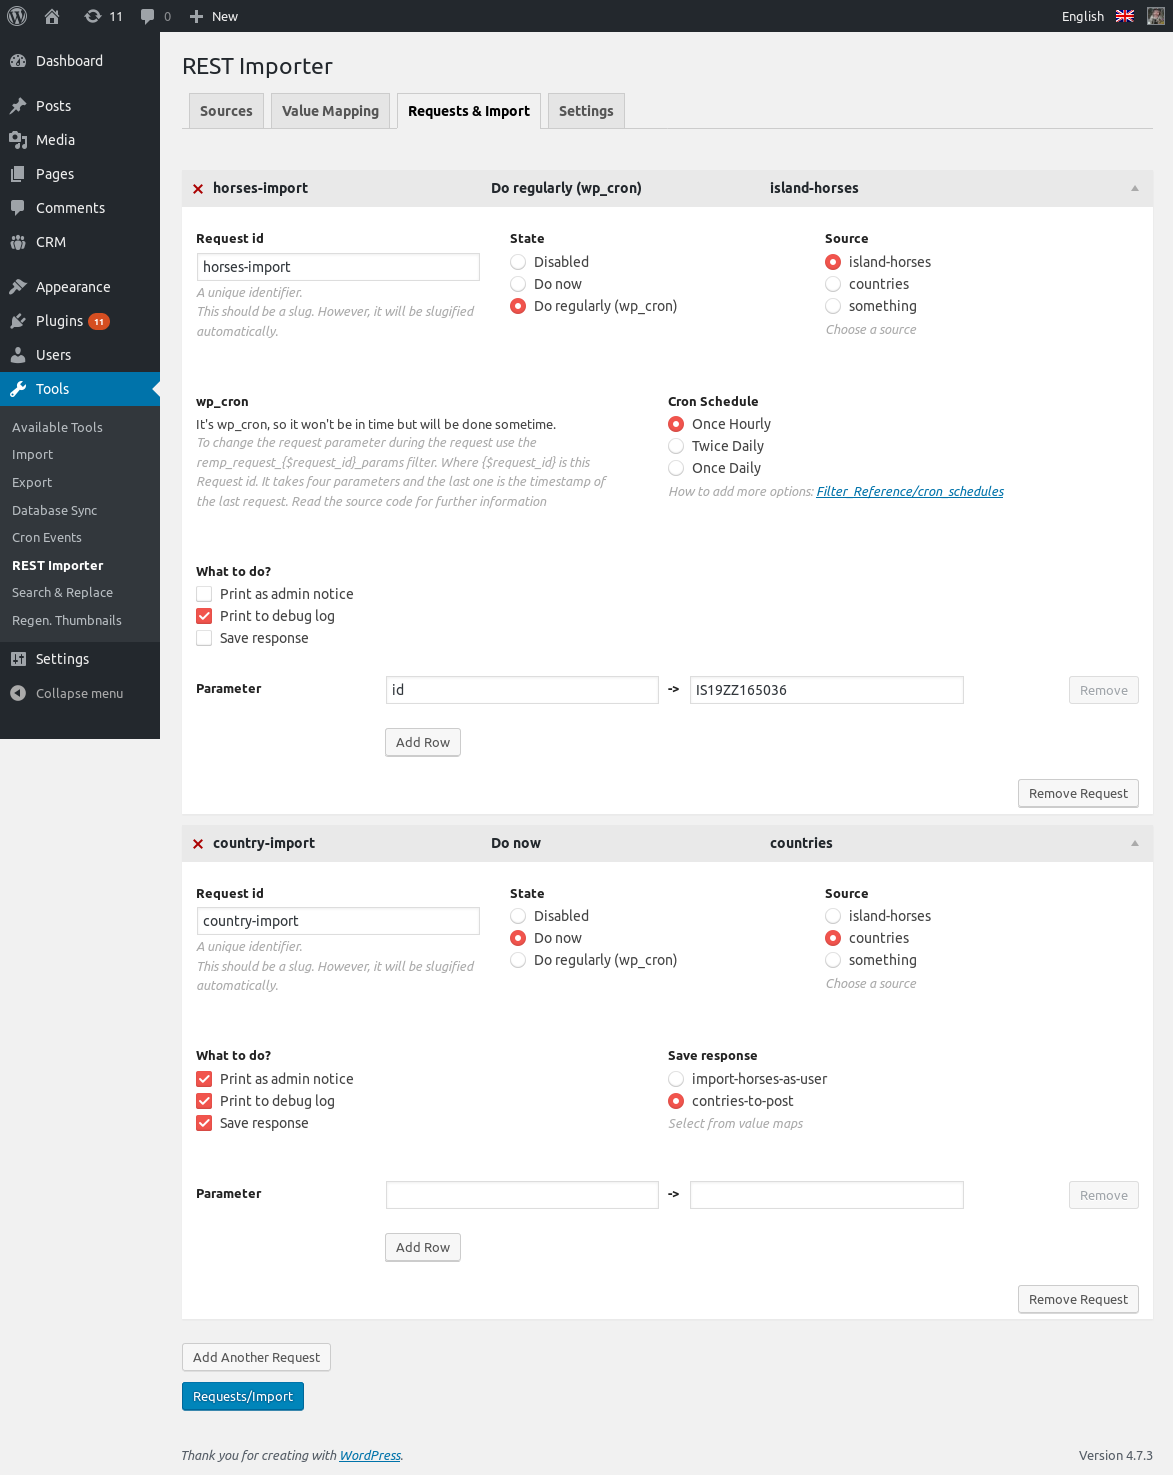 11 0 New English
Dashboard
Posts
Media
Pages
Comments
CRM
Appearance
Plugins 11
Users
Tools
Available Tools
Import
Export
Database Sync
Cron Events
REST Importer
Search & Replace
Regen. Thumbnails
Settings
Collapse menu
REST Importer
Sources Value Mapping Requests & Import Settings
horses-import Do regularly (wp_cron) island-horses
Request id
horses-import
A unique identifier.
This should be a slug. However, it will be slugified
automatically.
State
Disabled
Do now
Do regularly (wp_cron)
Source
island-horses
countries
something
Choose a source
wp_cron
It's wp_cron, so it won't be in time but will be done sometime.
To change the request parameter during the request use the
remp_request_{$request_id}_params filter. Where {$request_id} is this
Request id. It takes four parameters and the last one is the timestamp of
the last request. Read the source code for further information
Cron Schedule
Once Hourly
Twice Daily
Once Daily
How to add more options: Filter_Reference/cron_schedules
What to do?
Print as admin notice
Print to debug log
Save response
Parameter id -> IS19ZZ165036 Remove
Add Row
Remove Request
country-import Do now countries
Request id
country-import
A unique identifier.
This should be a slug. However, it will be slugified
automatically.
State
Disabled
Do now
Do regularly (wp_cron)
Source
island-horses
countries
something
Choose a source
What to do?
Print as admin notice
Print to debug log
Save response
Save response
import-horses-as-user
contries-to-post
Select from value maps
Parameter -> Remove
Add Row
Remove Request
Add Another Request
Requests/Import
Thank you for creating with WordPress. Version 4.7.3